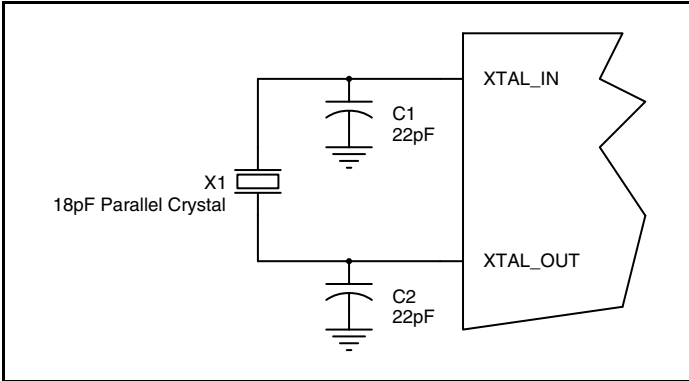 XTAL_IN
C1
22pF
X1
18pF Parallel Crystal
XTAL_OUT
C2
22pF